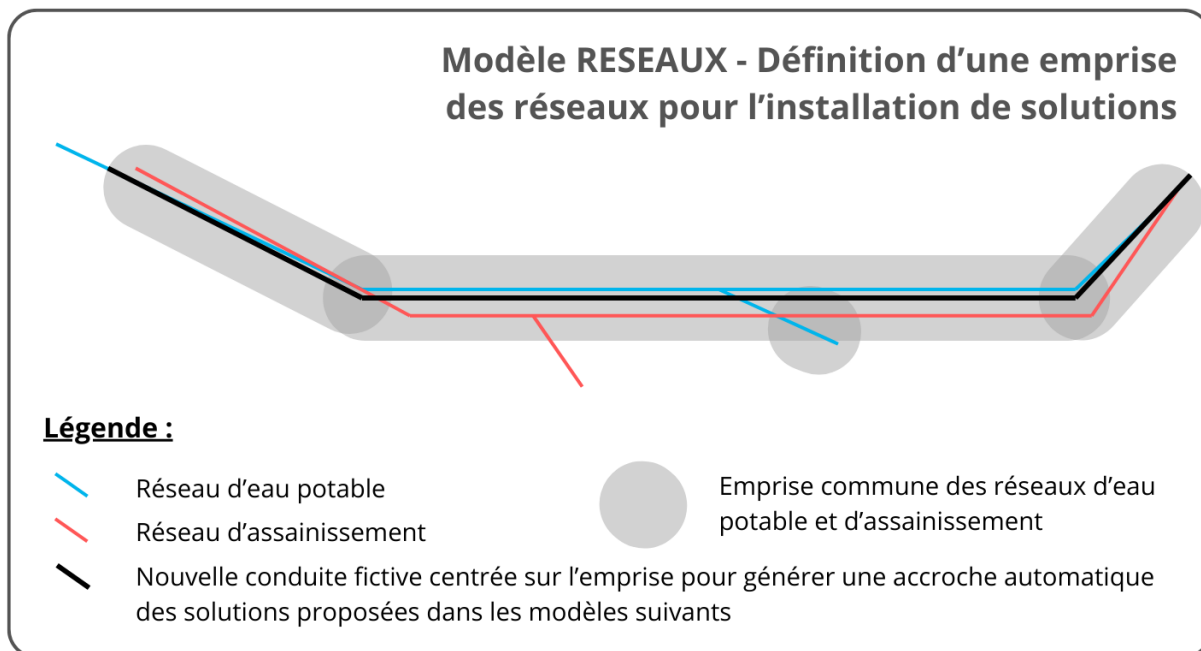 Modèle RESEAUX - Définition d’une emprise
des réseaux pour l’installation de solutions
Légende :
Réseau d’eau potable
Réseau d’assainissement
Emprise commune des réseaux d’eau
potable et d’assainissement
Nouvelle conduite fictive centrée sur l’emprise pour générer une accroche automatique
des solutions proposées dans les modèles suivants